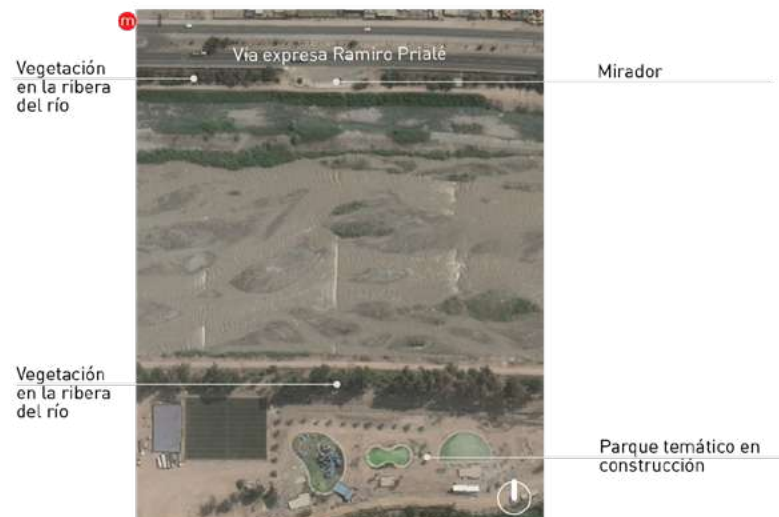 m
Vía expresa Ramiro Prialé
Vegetación
en la ribera
del río
Mirador
Vegetación
en la ribera
del río
Parque temático en
construcción